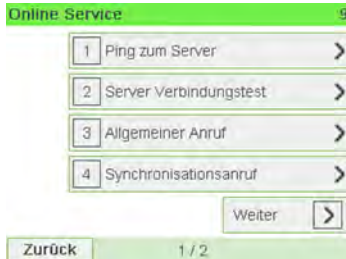 Online Service
1 Ping zum Server
2 Server Verbindungstest
3 Allgemeiner Anruf
4 Synchronisationsanruf
Weiter
Zurück 1 / 2